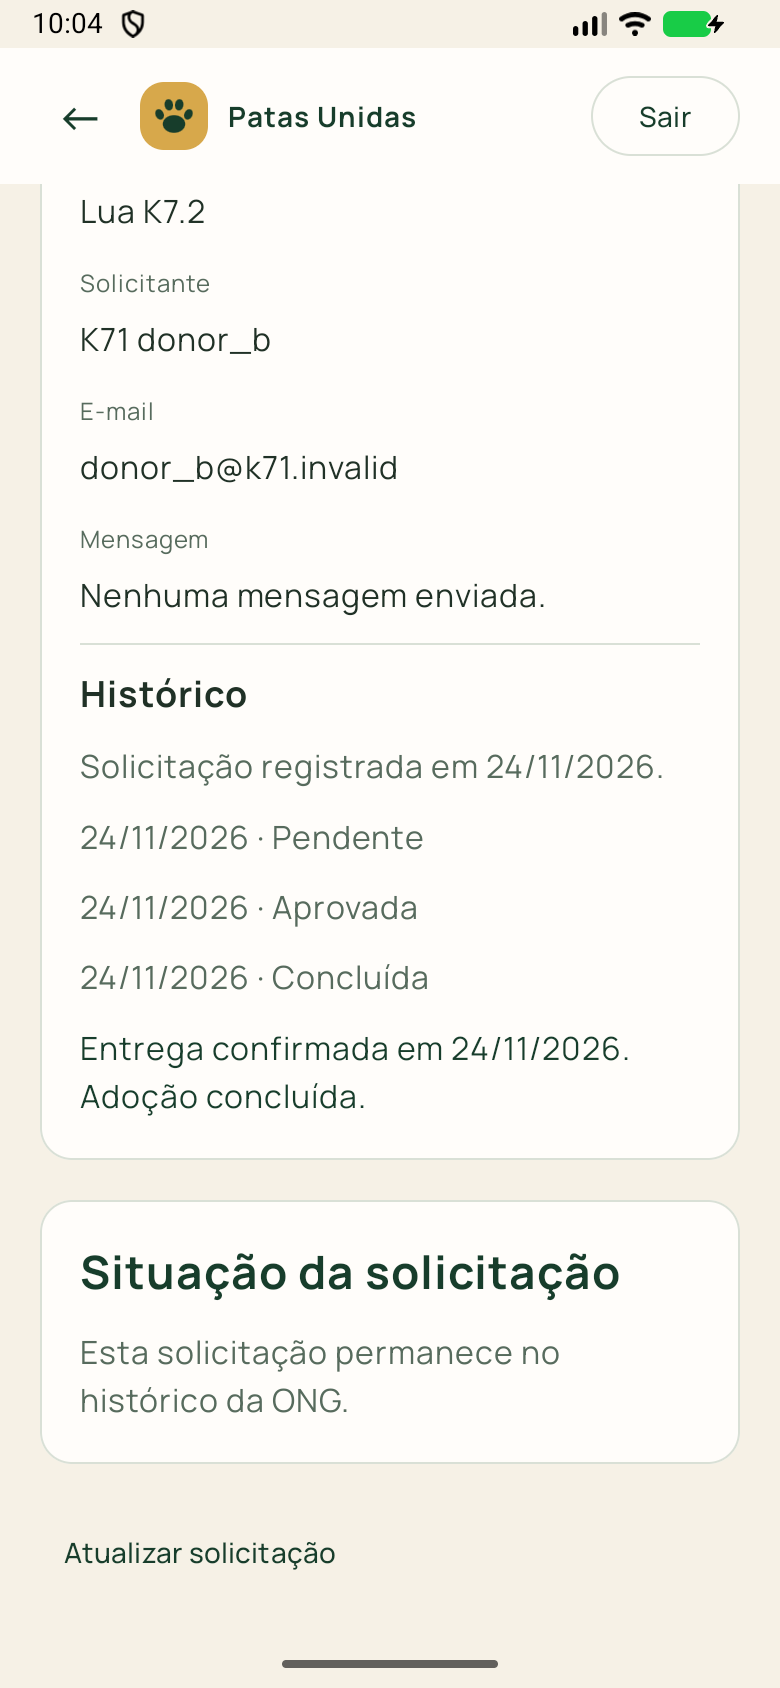 10:04
Patas Unidas
Sair
Lua K7.2
Solicitante
K71 donor_b
E-mail
donor_b@k71.invalid
Mensagem
Nenhuma mensagem enviada.
Histórico
Solicitação registrada em 24/11/2026.
24/11/2026 · Pendente
24/11/2026 · Aprovada
24/11/2026 · Concluída
Entrega confirmada em 24/11/2026.
Adoção concluída.
Situação da solicitação
Esta solicitação permanece no
histórico da ONG.
Atualizar solicitação